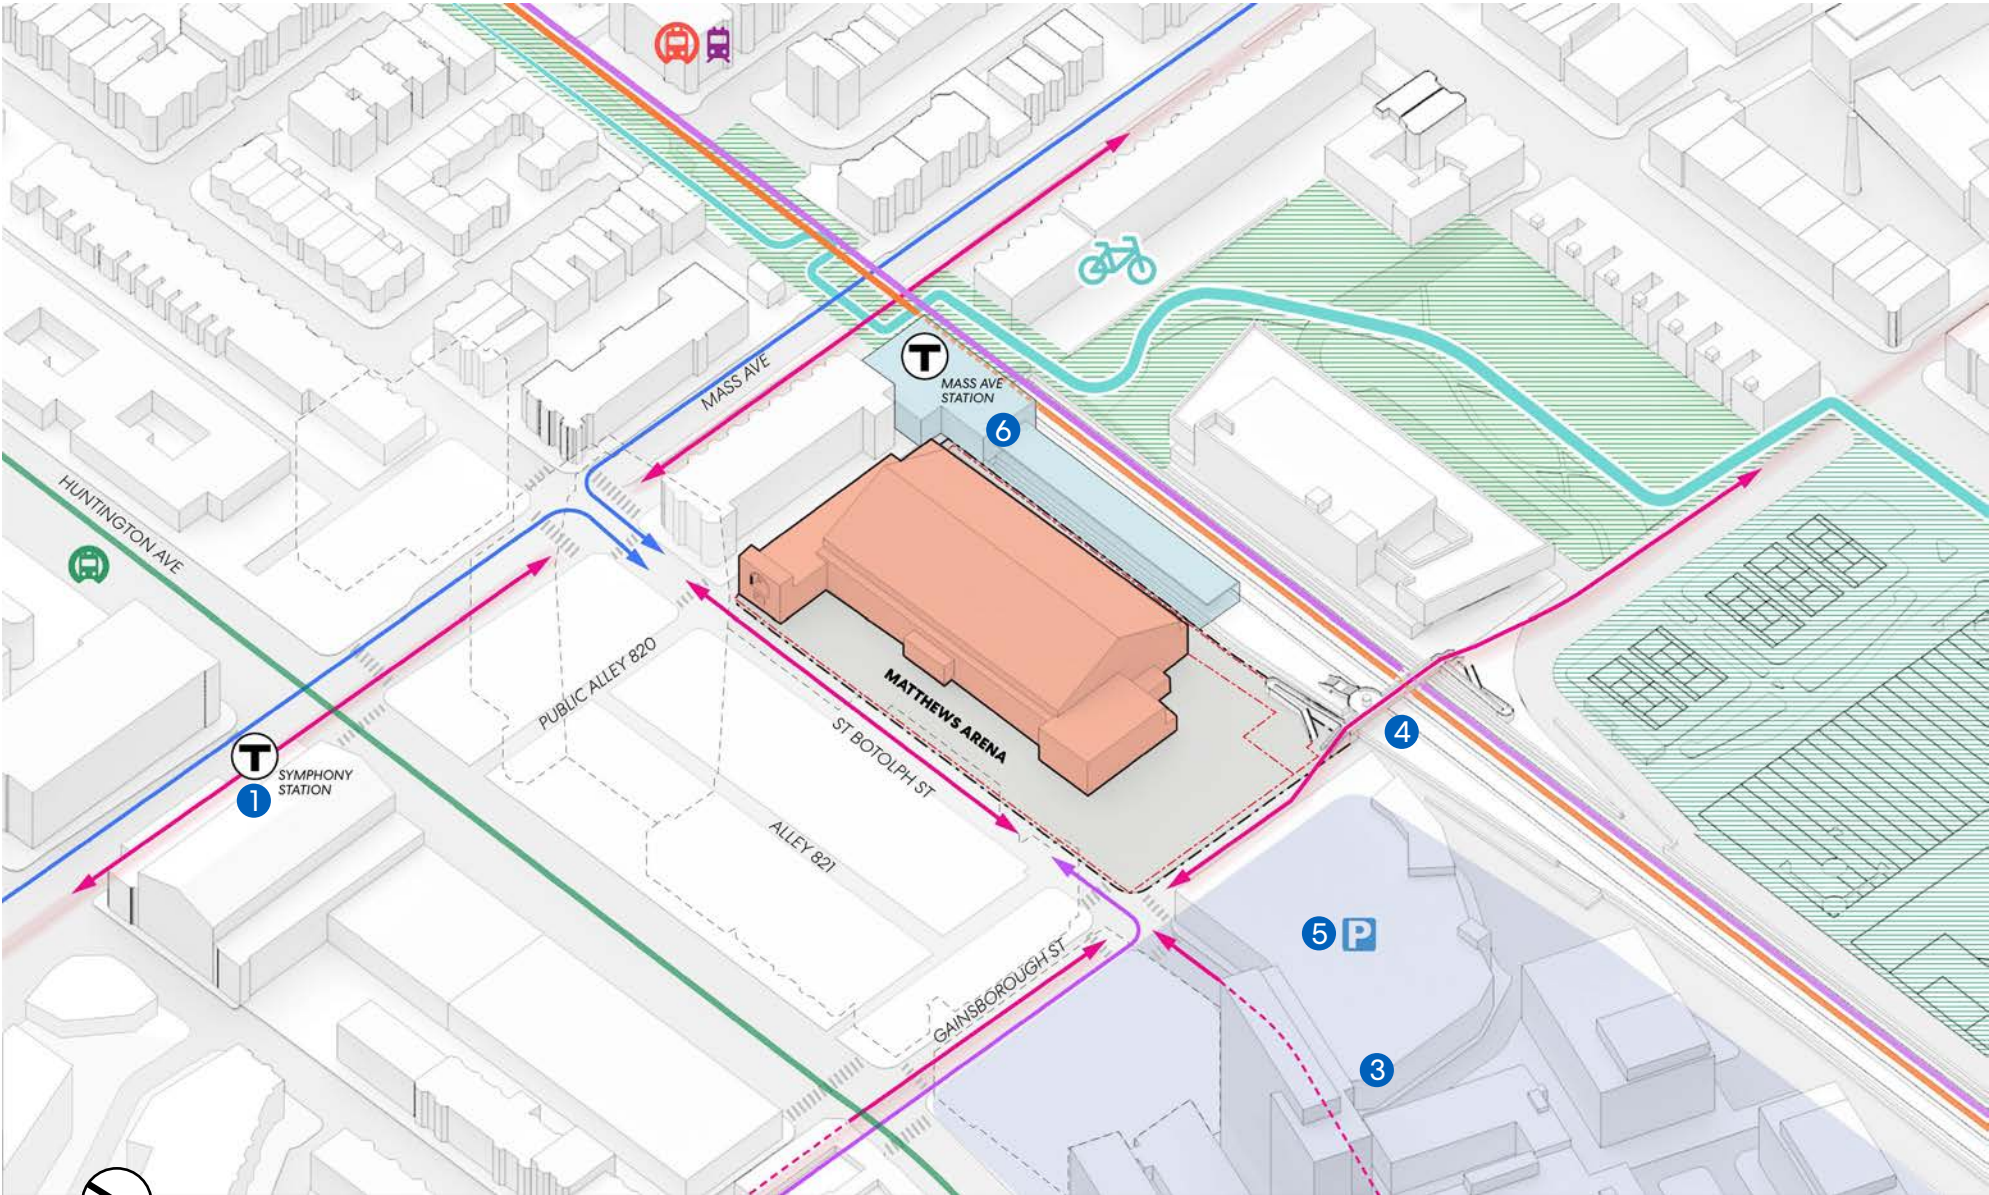 T
MASS AVE
STATION
6
MASS AVE
HUNTINGTON AVE
PUBLIC ALLEY 820
MATTHEWS ARENA
ST BOTOLPH ST
4
T
SYMPHONY
STATION
1
ALLEY 821
5 P
GAINSBOROUGH ST
3